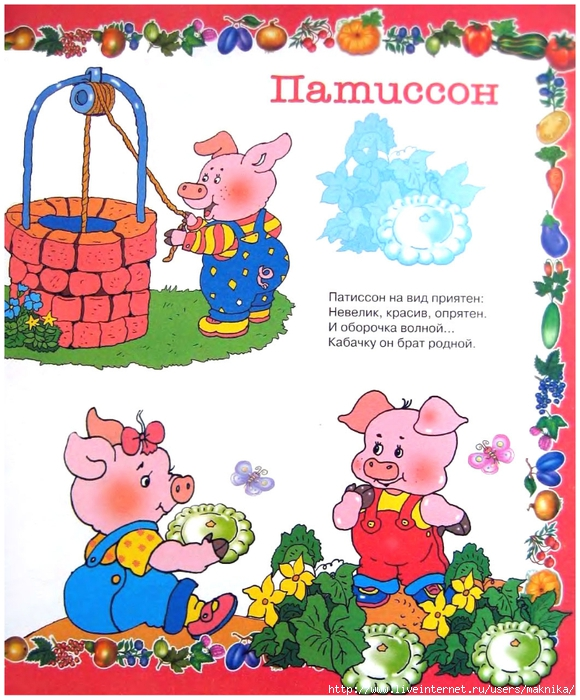 Патиссон
Патиссон на вид приятен:
Невелик, красив, опрятен.
И оборочка волной...
Кабачку он брат родной.
http://www.liveinternet.ru/users/maknika/